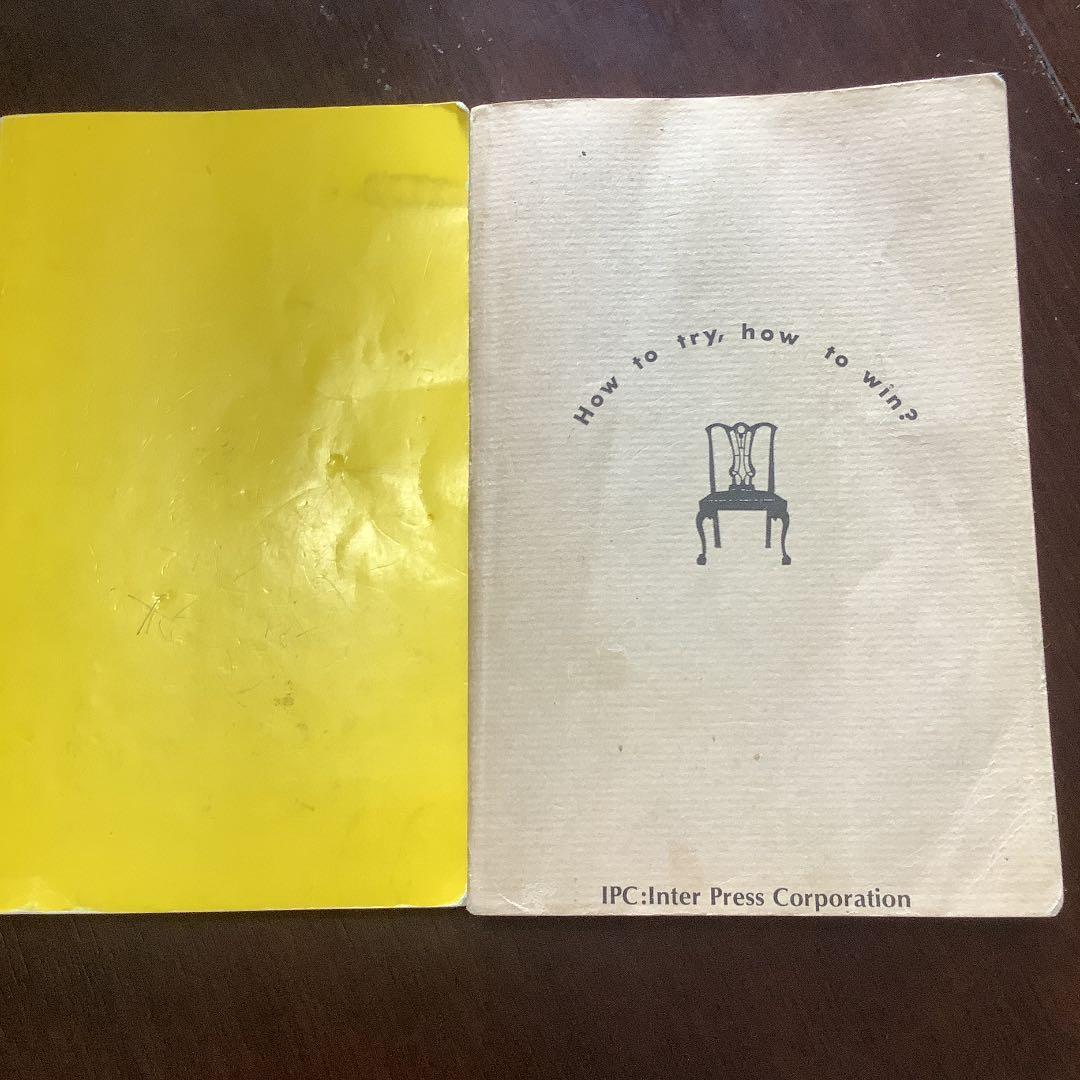 How to try, how to win?
IPC:Inter Press Corporation